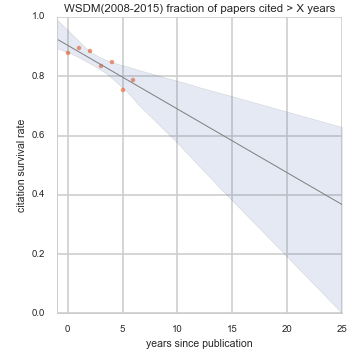 WSDM(2008-2015) fraction of papers cited > X years
1.0
0.8
0.6
0.4
0.2
0.0
citation survival rate
0 5 10 15 20 25
years since publication